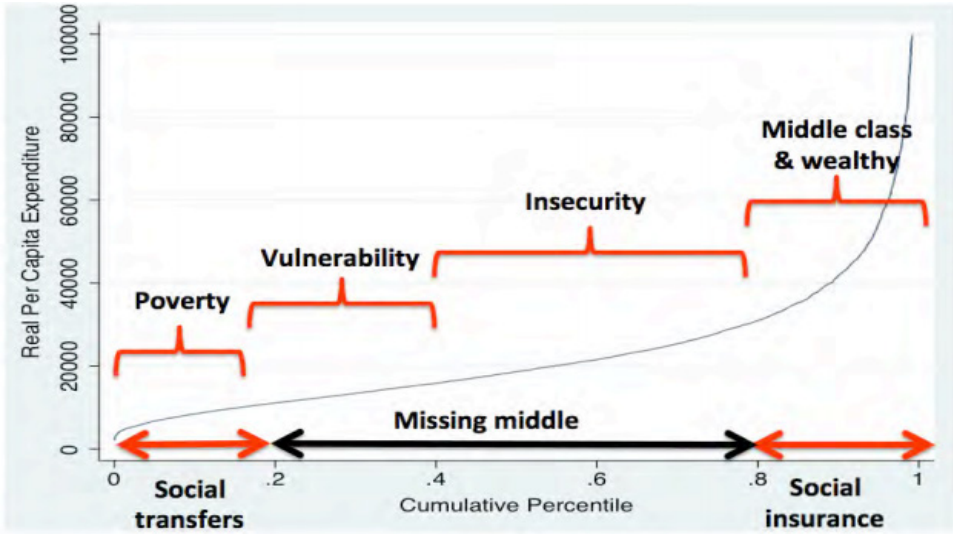 Real Per Capita Expenditure
100000
80000
60000
40000
20000
0
Middle class
& wealthy
Insecurity
Vulnerability
Poverty
Missing middle
0
.2
.4
.6
.8
1
Social
transfers
Cumulative Percentile
Social
insurance